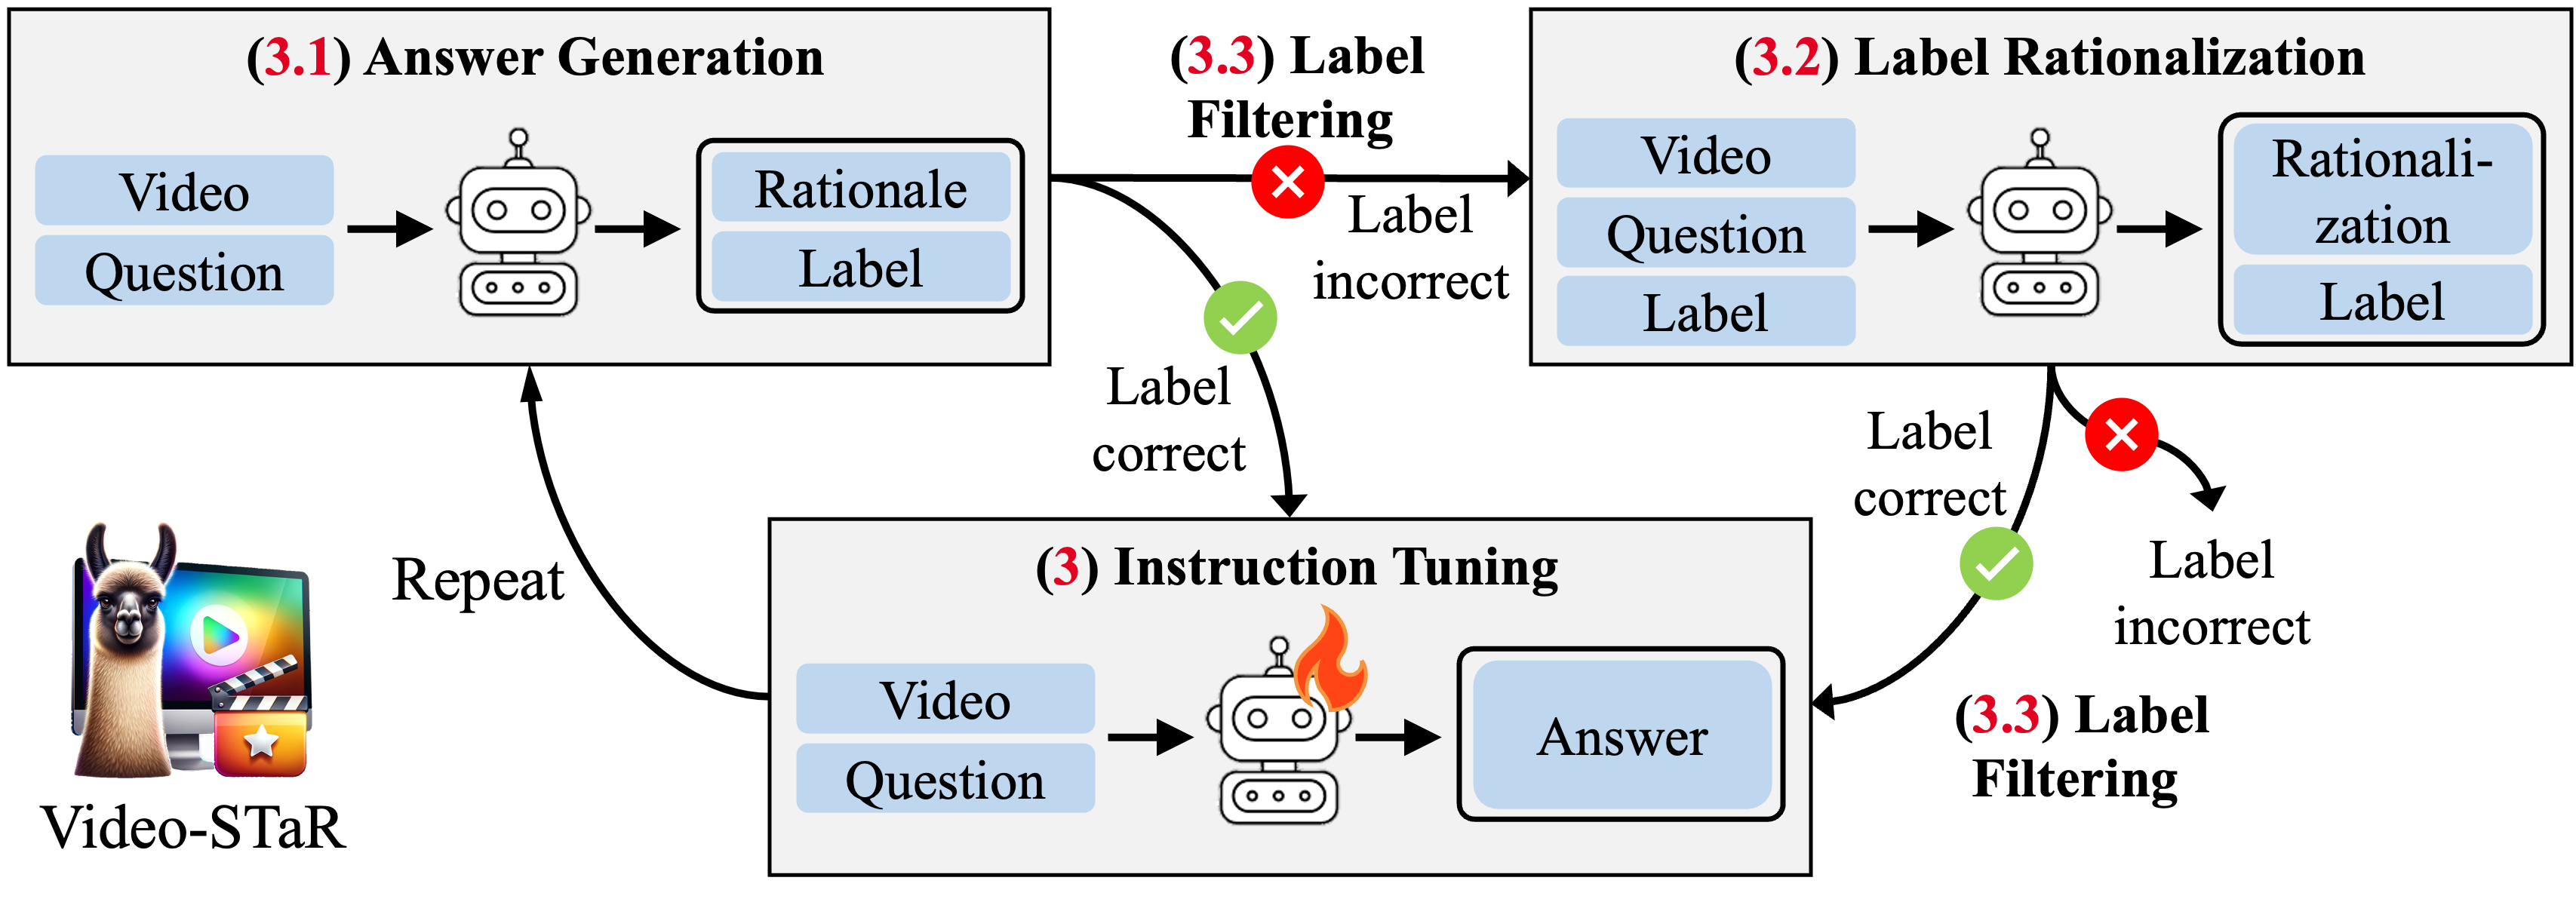 (3.1) Answer Generation
Video
Question
Rationale
Label
(3.3) Label
Filtering
Label
incorrect
Label
correct
(3.2) Label Rationalization
Video
Question
Label
Rationali-
zation
Label
Label
correct
Label
incorrect
(3.3) Label
Filtering
(3) Instruction Tuning
Video
Question
Answer
Repeat
Video-STaR